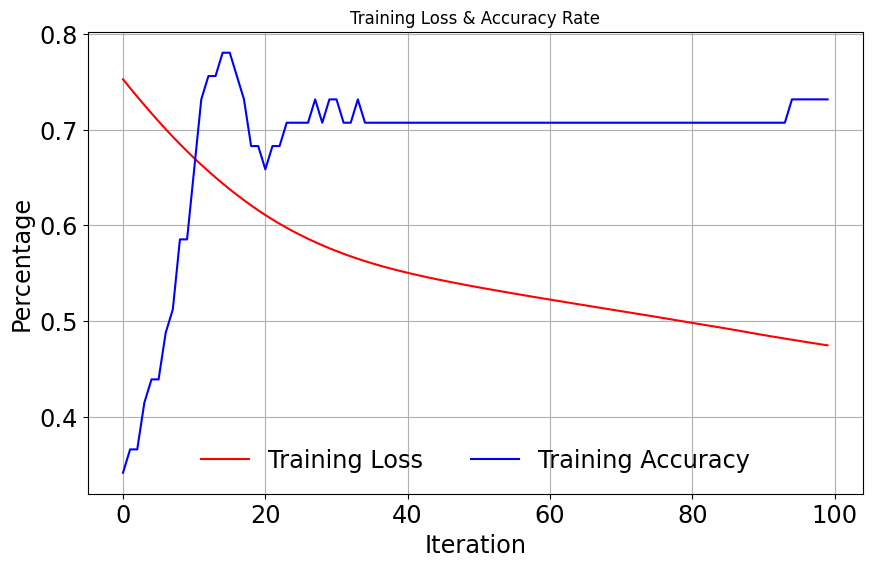 Training Loss & Accuracy Rate
0.8
0.7
0.6
0.5
0.4
Percentage
Training Loss
Training Accuracy
0 20 40 60 80 100
Iteration